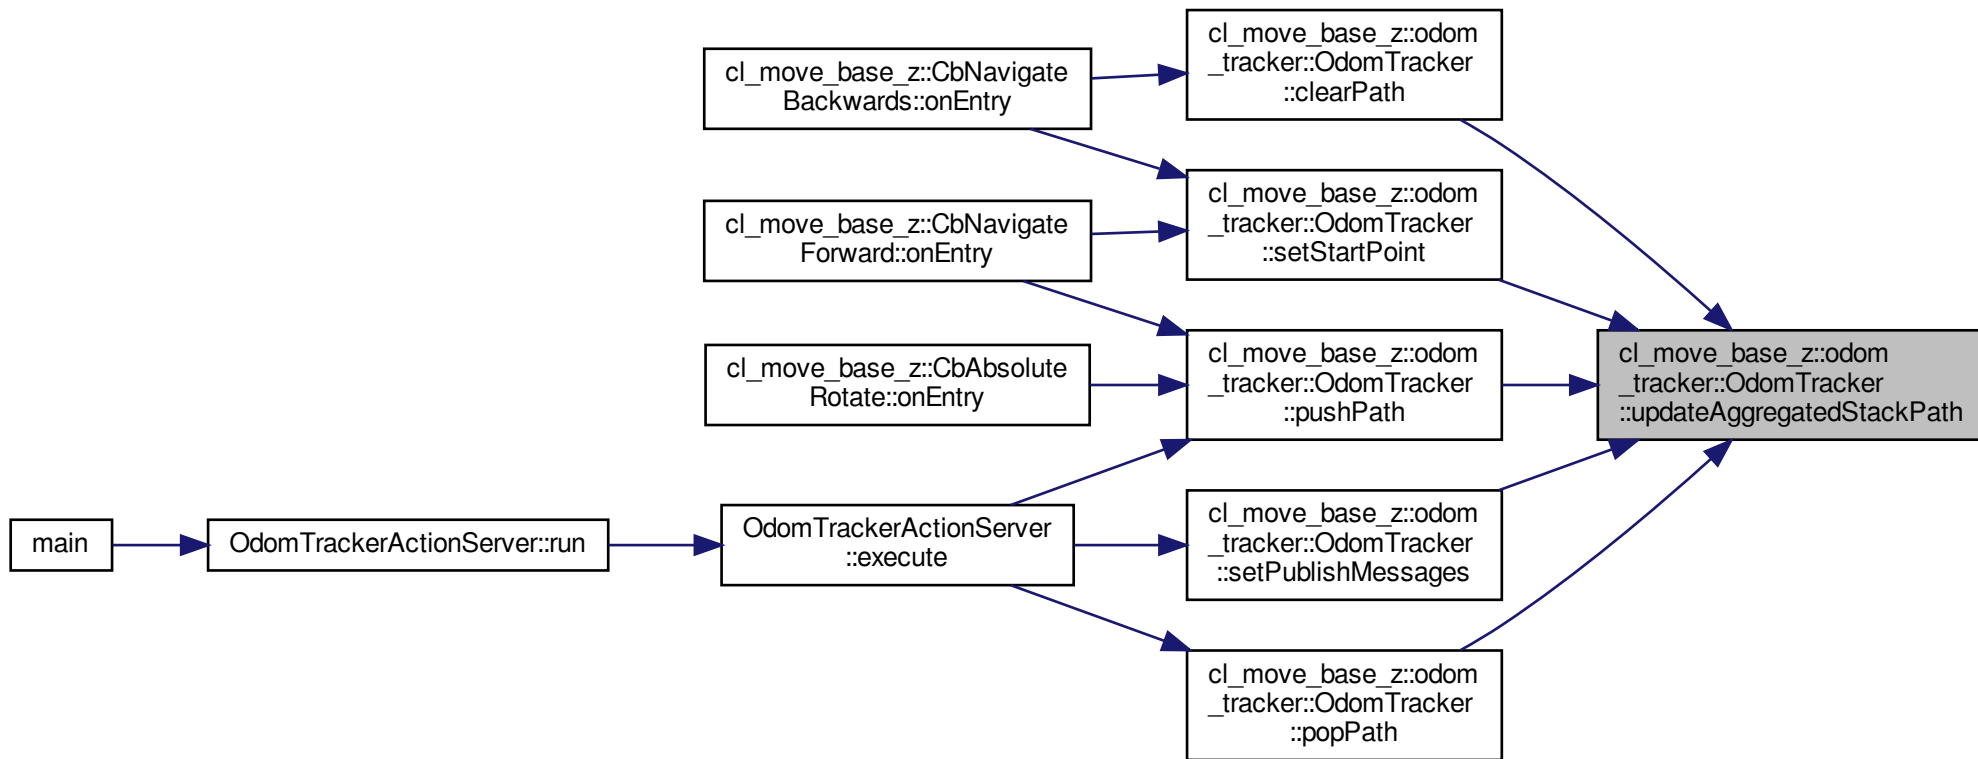 cl_move_base_z::odom
_tracker::OdomTracker
::clearPath
cl_move_base_z::CbNavigate
Backwards::onEntry
cl_move_base_z::odom
_tracker::OdomTracker
::setStartPoint
cl_move_base_z::CbNavigate
Forward::onEntry
cl_move_base_z::odom
_tracker::OdomTracker
::pushPath
cl_move_base_z::CbAbsolute
Rotate::onEntry
cl_move_base_z::odom
_tracker::OdomTracker
::updateAggregatedStackPath
main
OdomTrackerActionServer::run
OdomTrackerActionServer
::execute
cl_move_base_z::odom
_tracker::OdomTracker
::setPublishMessages
cl_move_base_z::odom
_tracker::OdomTracker
::popPath